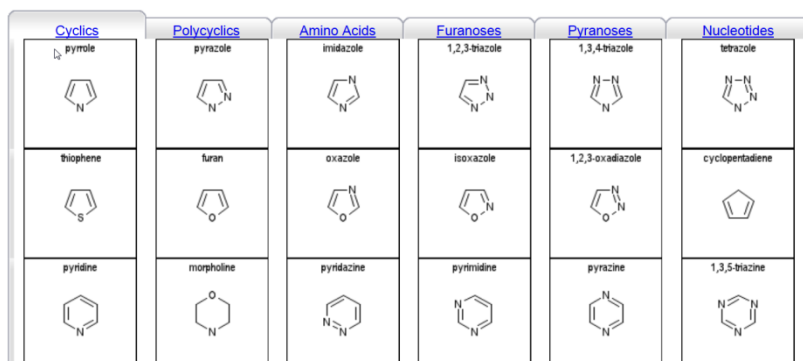 Cyclics Polycyclics Amino Acids Furanoses Pyranoses Nucleotides
pyrrole pyrazole imidazole 1,2,3-triazole 1,3,4-triazole tetrazole
N N N N N N N N N N N N N N N N
thiophene furan oxazole isoxazole 1,2,3-oxadiazole cyclopentadiene
S O N O N O N N O
pyridine morpholine pyridazine pyrimidine pyrazine 1,3,5-triazine
N O N N N N N N N N N N